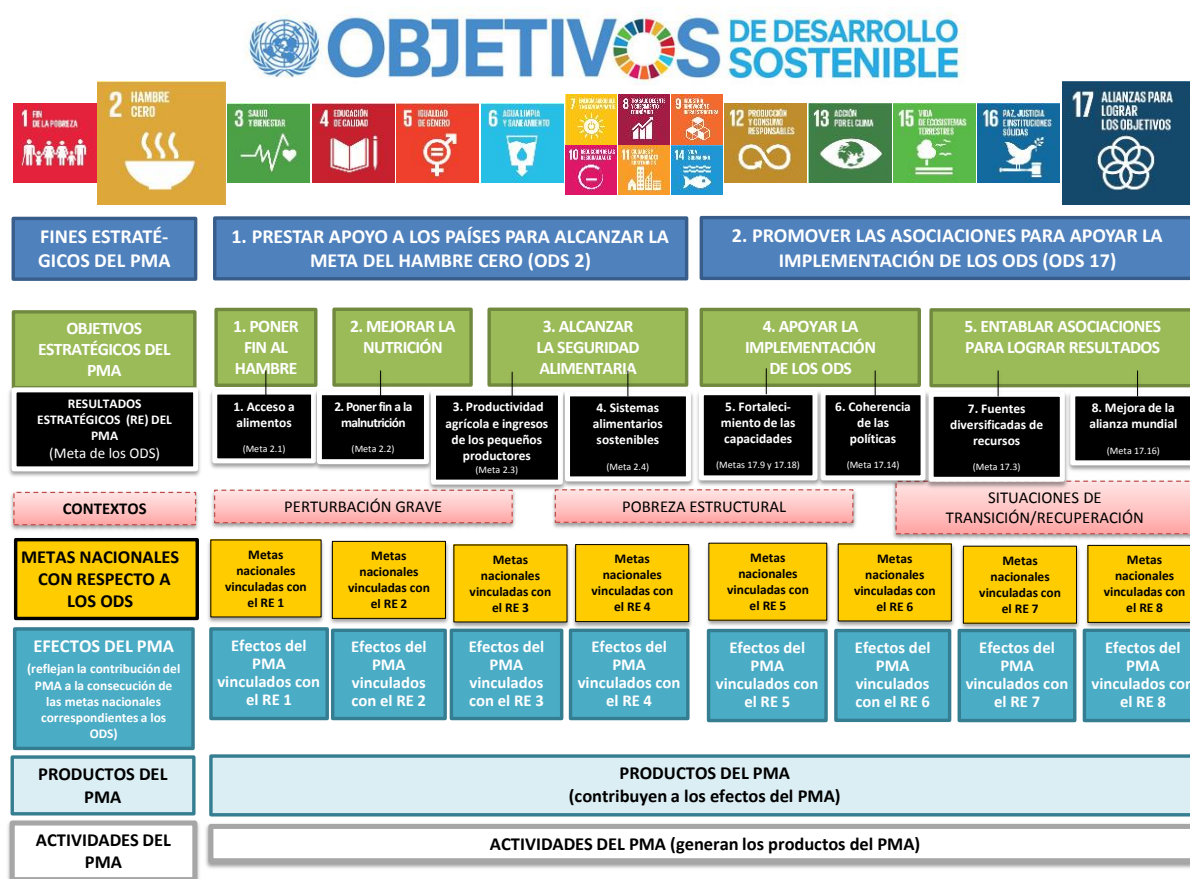 OBJETIVOS
DE DESARROLLO
SOSTENIBLE
1 FIN
DE LA POBREZA
2 HAMBRE
CERO
3 SALUD
Y BIENESTAR
4 EDUCACIÓN
DE CALIDAD
5 IGUALDAD
DE GÉNERO
6 AGUA LIMPIA
Y SANEAMIENTO
7
8 TRABAJO DECENTE
Y CRECIMIENTO
ECONÓMICO
9
10 REDUCCIÓN DE LAS
DESIGUALDADES
11 CIUDADES Y
COMUNIDADES
SOSTENIBLES
14 VIDA
SUBMARINA
12 PRODUCCIÓN
Y CONSUMO
RESPONSABLES
13 ACCIÓN
POR EL CLIMA
15 VIDA
DE ECOSISTEMAS
TERRESTRES
16 PAZ, JUSTICIA
E INSTITUCIONES
SÓLIDAS
17 ALIANZAS PARA
LOGRAR
LOS OBJETIVOS
FINES ESTRATÉ-
GICOS DEL PMA
1. PRESTAR APOYO A LOS PAÍSES PARA ALCANZAR LA
META DEL HAMBRE CERO (ODS 2)
2. PROMOVER LAS ASOCIACIONES PARA APOYAR LA
IMPLEMENTACIÓN DE LOS ODS (ODS 17)
OBJETIVOS
ESTRATÉGICOS DEL
PMA
1. PONER
FIN AL
HAMBRE
2. MEJORAR LA
NUTRICIÓN
3. ALCANZAR
LA SEGURIDAD
ALIMENTARIA
4. APOYAR LA
IMPLEMENTACIÓN
DE LOS ODS
5. ENTABLAR ASOCIACIONES
PARA LOGRAR RESULTADOS
RESULTADOS
ESTRATÉGICOS (RE) DEL
PMA
(Meta de los ODS)
1. Acceso a
alimentos
(Meta 2.1)
2. Poner fin a la
malnutrición
(Meta 2.2)
3. Productividad
agrícola e ingresos
de los pequeños
productores
(Meta 2.3)
4. Sistemas
alimentarios
sostenibles
(Meta 2.4)
5. Fortaleci-
miento de las
capacidades
(Metas 17.9 y 17.18)
6. Coherencia
de las
políticas
(Meta 17.14)
7. Fuentes
diversificadas de
recursos
(Meta 17.3)
8. Mejora de la
alianza mundial
(Meta 17.16)
CONTEXTOS
PERTURBACIÓN GRAVE
POBREZA ESTRUCTURAL
SITUACIONES DE
TRANSICIÓN/RECUPERACIÓN
METAS NACIONALES
CON RESPECTO A
LOS ODS
Metas
nacionales
vinculadas con
el RE 1
Metas
nacionales
vinculadas con
el RE 2
Metas
nacionales
vinculadas con
el RE 3
Metas
nacionales
vinculadas con
el RE 4
Metas
nacionales
vinculadas con
el RE 5
Metas
nacionales
vinculadas con
el RE 6
Metas
nacionales
vinculadas con
el RE 7
Metas
nacionales
vinculadas con
el RE 8
EFECTOS DEL PMA
(reflejan la contribución del
PMA a la consecución de
las metas nacionales
correspondientes a los
ODS)
Efectos del
PMA
vinculados con
el RE 1
Efectos del
PMA
vinculados
con el RE 2
Efectos del
PMA
vinculados
con el RE 3
Efectos del
PMA
vinculados con
el RE 4
Efectos del
PMA
vinculados con
el RE 5
Efectos del
PMA
vinculados
con el RE 6
Efectos del
PMA
vinculados con
el RE 7
Efectos del
PMA
vinculados con
el RE 8
PRODUCTOS DEL
PMA
PRODUCTOS DEL PMA
(contribuyen a los efectos del PMA)
ACTIVIDADES DEL
PMA
ACTIVIDADES DEL PMA (generan los productos del PMA)